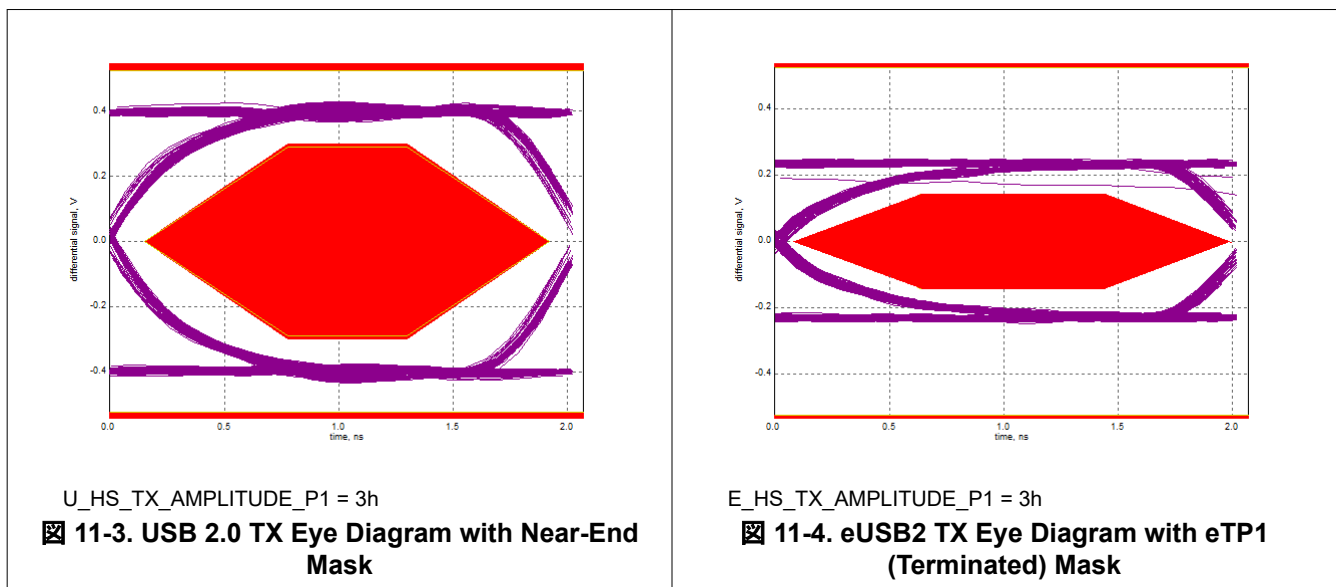 0.4
0.2
0.0
-0.2
-0.4
differential signal, V
0.0
0.5
1.0
1.5
2.0
time, ns
U_HS_TX_AMPLITUDE_P1 = 3h
図 11-3. USB 2.0 TX Eye Diagram with Near-End
Mask
0.4
0.2
0.0
-0.2
-0.4
differential signal, V
0.0
0.5
1.0
1.5
2.0
time, ns
E_HS_TX_AMPLITUDE_P1 = 3h
図 11-4. eUSB2 TX Eye Diagram with eTP1
(Terminated) Mask